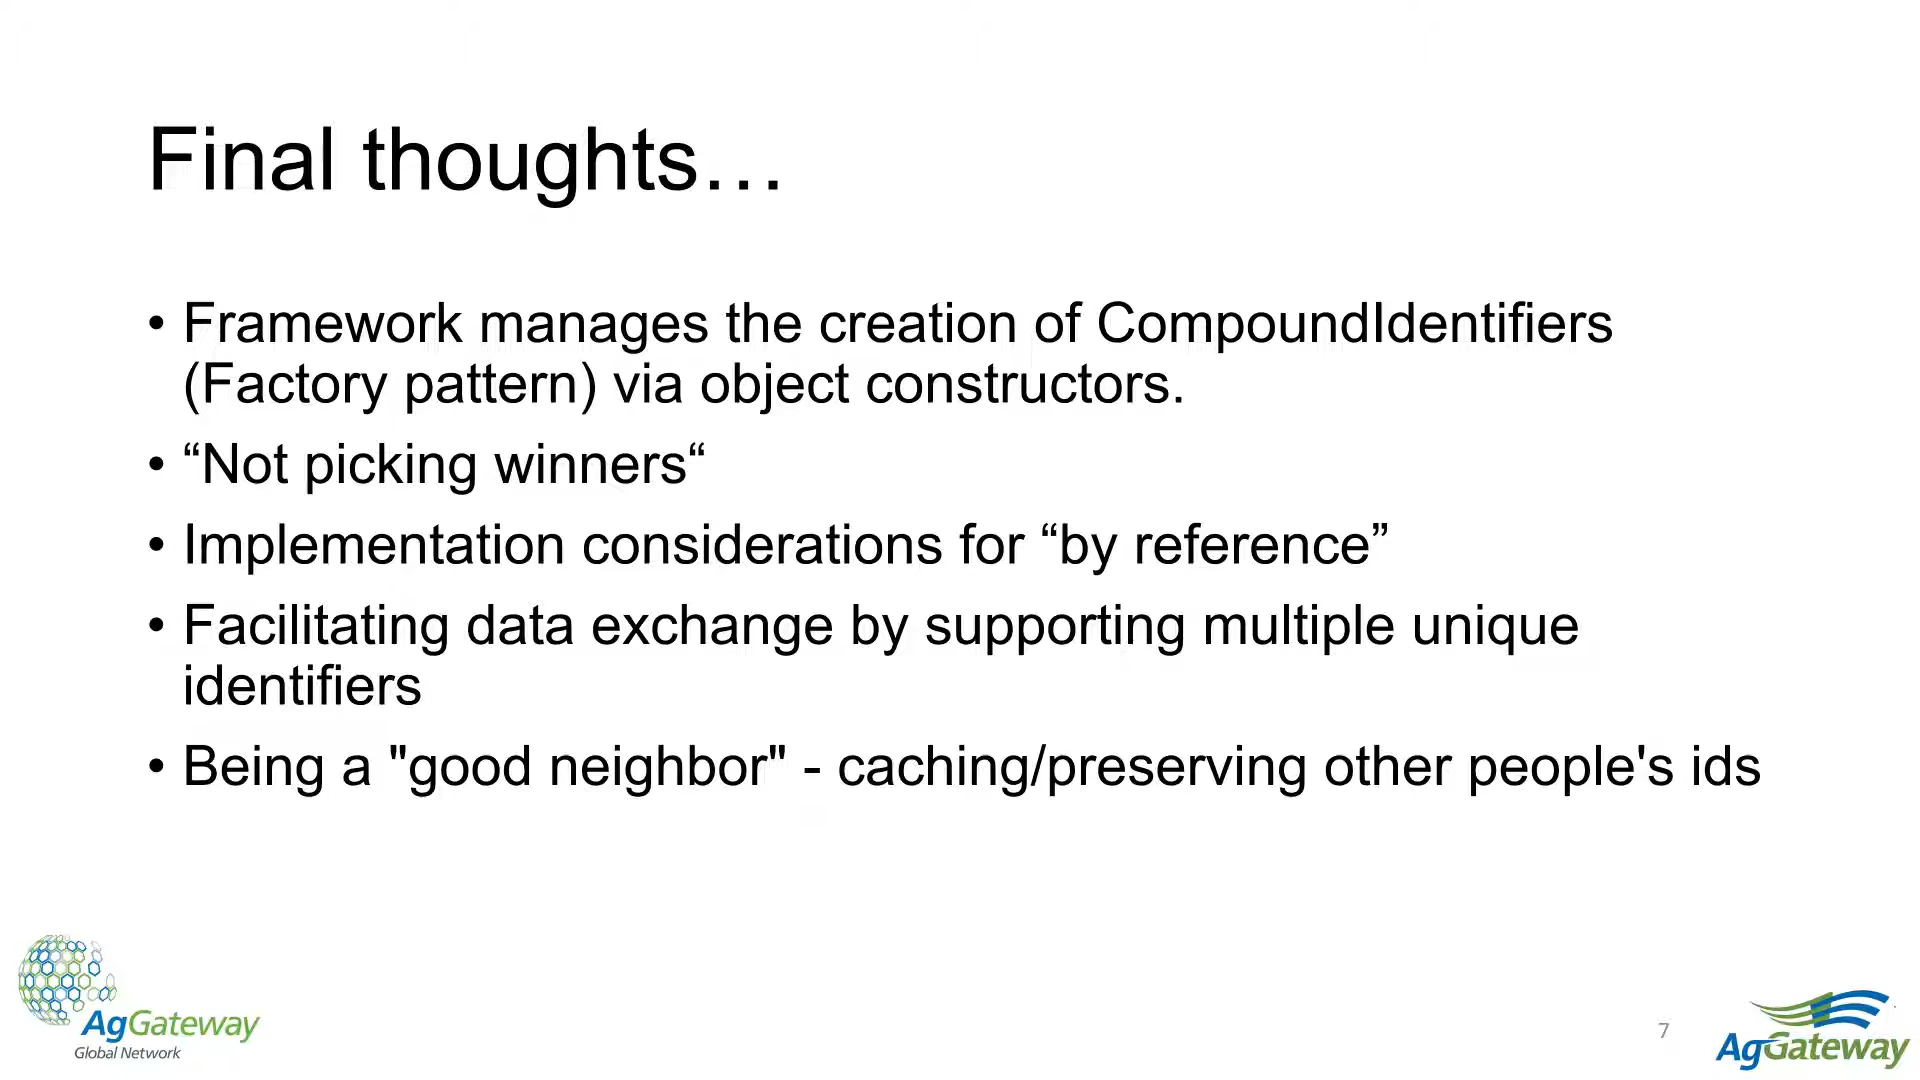 Final thoughts…
• Framework manages the creation of CompoundIdentifiers
(Factory pattern) via object constructors.
• “Not picking winners“
• Implementation considerations for “by reference”
• Facilitating data exchange by supporting multiple unique
identifiers
• Being a "good neighbor" - caching/preserving other people's ids
AgGateway
Global Network
7
AgGateway